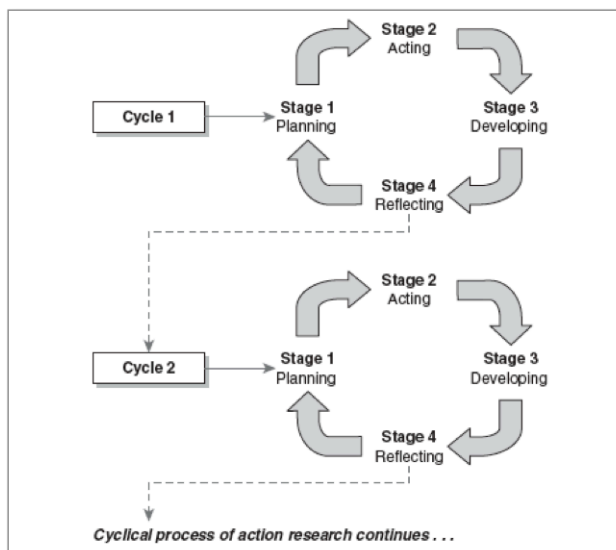 Stage 2
Acting
Cycle 1
Stage 1
Planning
Stage 3
Developing
Stage 4
Reflecting
Stage 2
Acting
Cycle 2
Stage 1
Planning
Stage 3
Developing
Stage 4
Reflecting
Cyclical process of action research continues . . .